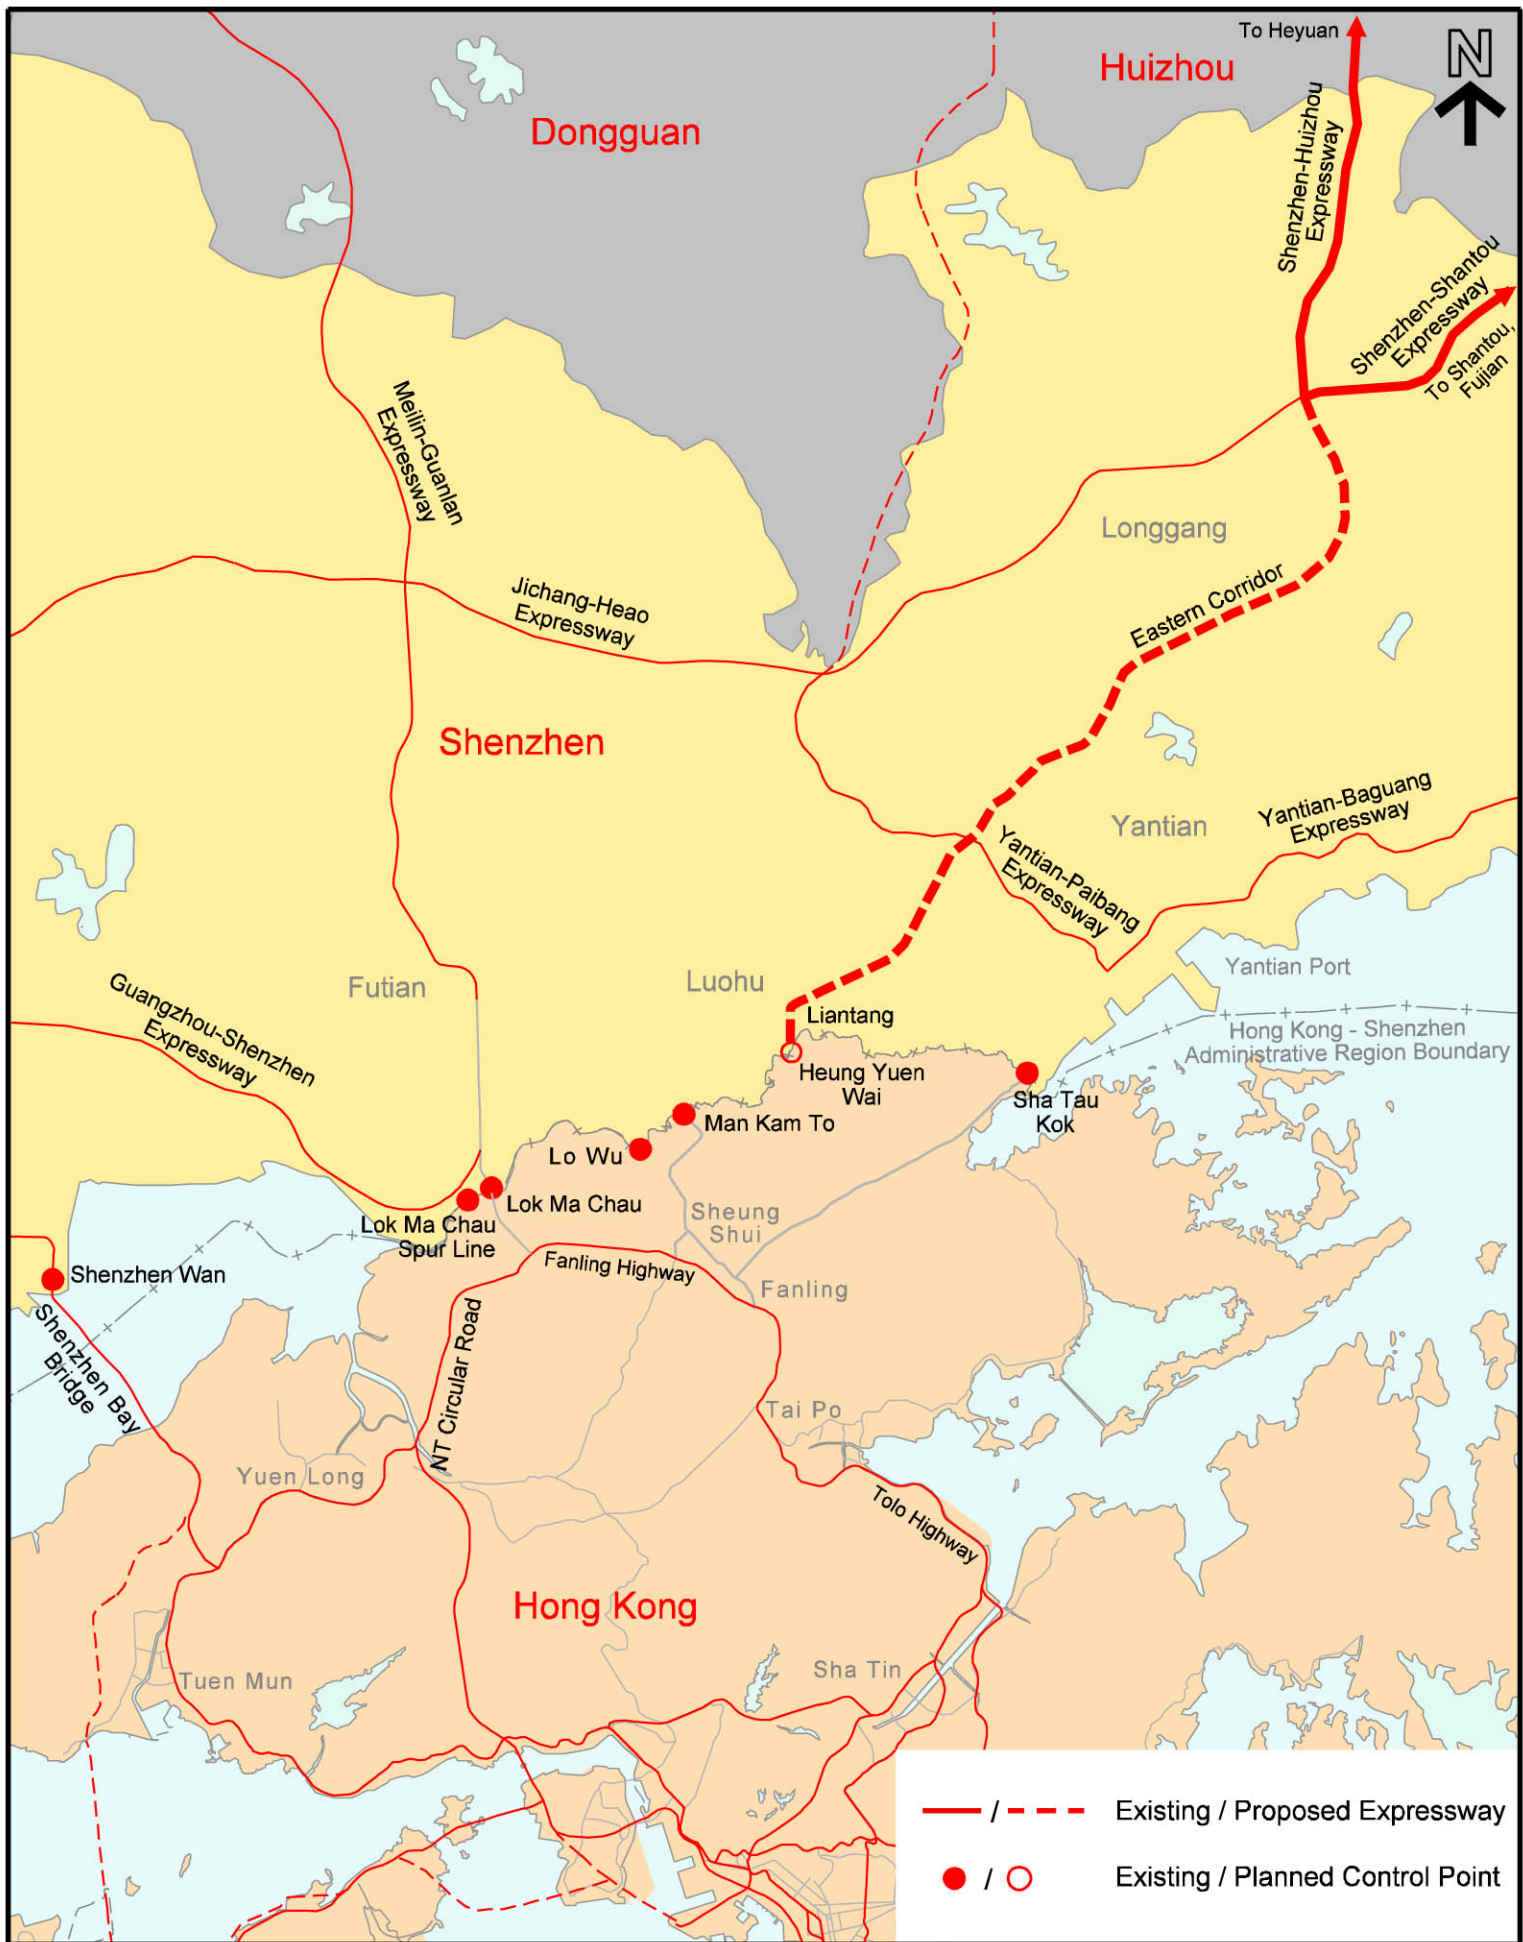 To Heyuan
N
Huizhou
Dongguan
Shenzhen-Huizhou
Expressway
Shenzhen-Shantou
Expressway
To Shantou,
Fujian
Meilin-Guanlan
Expressway
Longgang
Jichang-Heao
Expressway
Eastern Corridor
Shenzhen
Yantian
Yantian-Baguang
Expressway
Yantian-Paibang
Expressway
Futian
Luohu
Yantian Port
Guangzhou-Shenzhen
Expressway
Liantang
Hong Kong - Shenzhen
Administrative Region Boundary
Heung Yuen
Wai
Sha Tau
Kok
Man Kam To
Lo Wu
Lok Ma Chau
Lok Ma Chau
Spur Line
Sheung
Shui
Shenzhen Wan
Fanling Highway
Fanling
Shenzhen Bay
Bridge
NT Circular Road
Tai Po
Yuen Long
Tolo Highway
Hong Kong
Sha Tin
Tuen Mun
/ Existing / Proposed Expressway
/ Existing / Planned Control Point